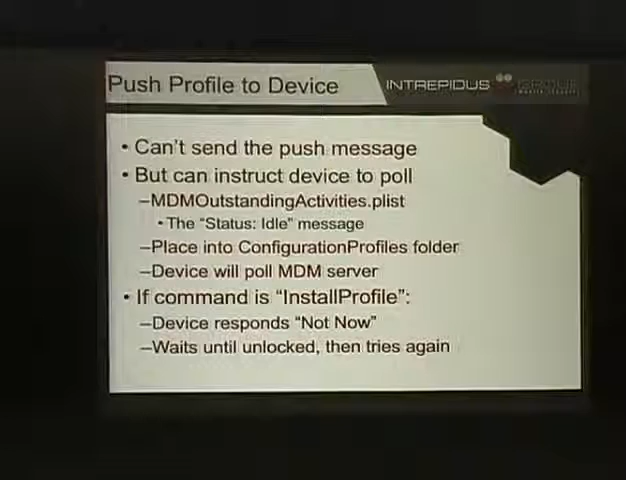 Push Profile to Device
INTREPIDUS GROUP
• Can't send the push message
• But can instruct device to poll
–MDMOutstandingActivities.plist
• The "Status: Idle" message
–Place into ConfigurationProfiles folder
–Device will poll MDM server
• If command is "InstallProfile":
–Device responds "Not Now"
–Waits until unlocked, then tries again